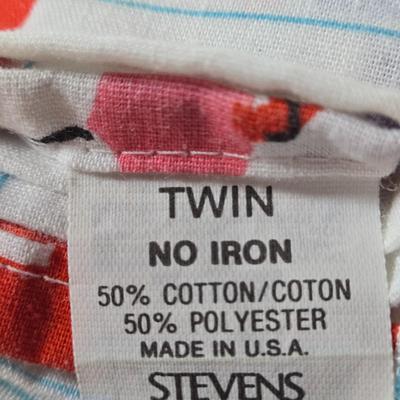 TWIN
NO IRON
50% COTTON/COTON
50% POLYESTER
MADE IN U.S.A.
STEVENS